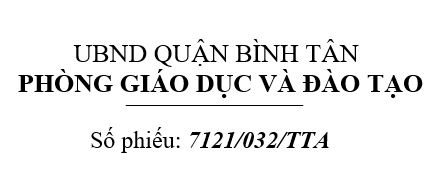 UBND QUẬN BÌNH TÂN
PHÒNG GIÁO DỤC VÀ ĐÀO TẠO
Số phiếu: 7121/032/TTA